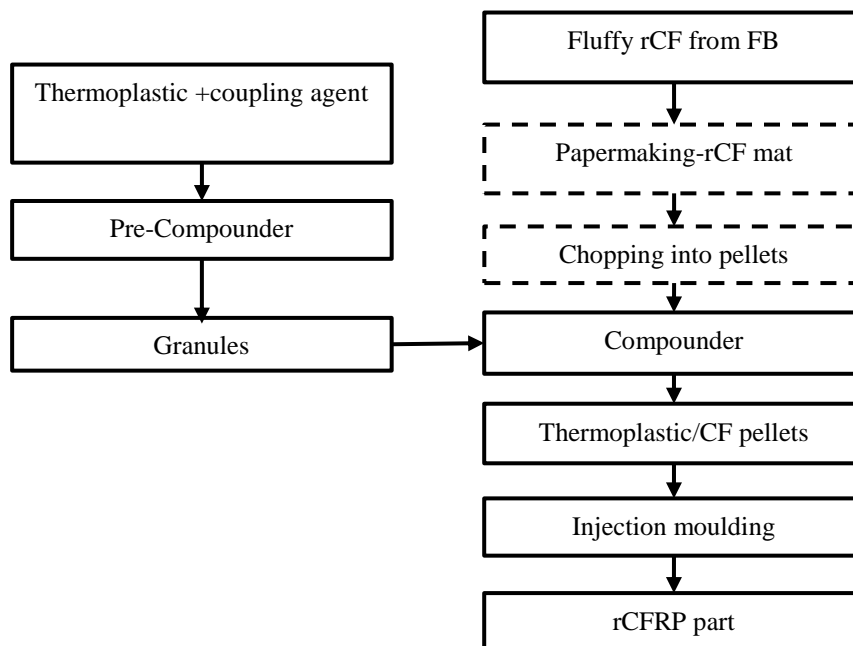 Thermoplastic +coupling agent
Pre-Compounder
Granules
Fluffy rCF from FB
Papermaking-rCF mat
Chopping into pellets
Compounder
Thermoplastic/CF pellets
Injection moulding
rCFRP part